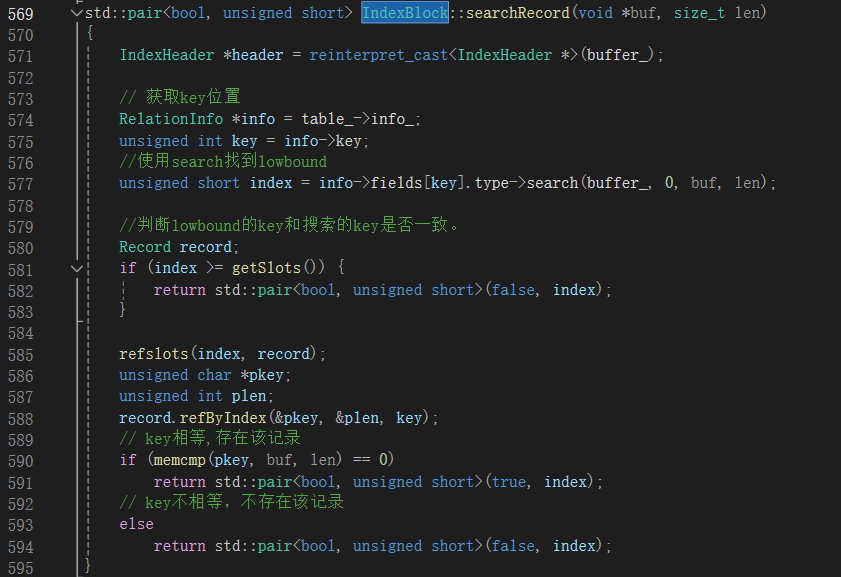 569 std::pair<bool, unsigned short> IndexBlock::searchRecord(void *buf, size_t len)
570 {
571     IndexHeader *header = reinterpret_cast<IndexHeader *>(buffer_);
572
573     // 获取key位置
574     RelationInfo *info = table_->info_;
575     unsigned int key = info->key;
576     //使用search找到lowbound
577     unsigned short index = info->fields[key].type->search(buffer_, 0, buf, len);
578
579     //判断lowbound的key和搜索的key是否一致。
580     Record record;
581     if (index >= getSlots()) {
582         return std::pair<bool, unsigned short>(false, index);
583     }
584
585     refslots(index, record);
586     unsigned char *pkey;
587     unsigned int plen;
588     record.refByIndex(&pkey, &plen, key);
589     // key相等,存在该记录
590     if (memcmp(pkey, buf, len) == 0)
591         return std::pair<bool, unsigned short>(true, index);
592     // key不相等，不存在该记录
593     else
594         return std::pair<bool, unsigned short>(false, index);
595 }